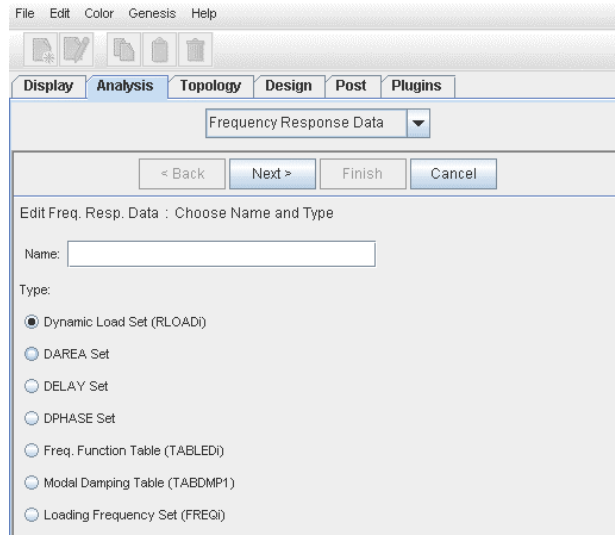 File Edit Color Genesis Help
Display Analysis Topology Design Post Plugins
Frequency Response Data
< Back Next > Finish Cancel
Edit Freq. Resp. Data : Choose Name and Type
Name:
Type:
Dynamic Load Set (RLOADi)
DAREA Set
DELAY Set
DPHASE Set
Freq. Function Table (TABLEDi)
Modal Damping Table (TABDMP1)
Loading Frequency Set (FREQi)